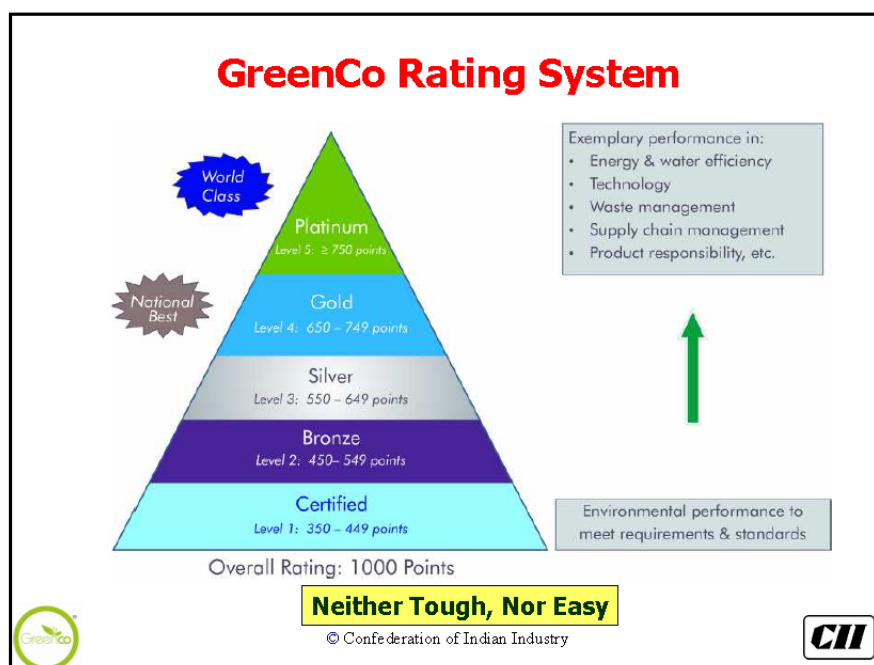 GreenCo Rating System
World
Class
Platinum
Level 5: ≥ 750 points
National
Best
Gold
Level 4: 650 – 749 points
Silver
Level 3: 550 – 649 points
Bronze
Level 2: 450– 549 points
Certified
Level 1: 350 – 449 points
Overall Rating: 1000 Points
Exemplary performance in:
• Energy & water efficiency
• Technology
• Waste management
• Supply chain management
• Product responsibility, etc.
Environmental performance to
meet requirements & standards
Neither Tough, Nor Easy
© Confederation of Indian Industry
GreenCo
CII